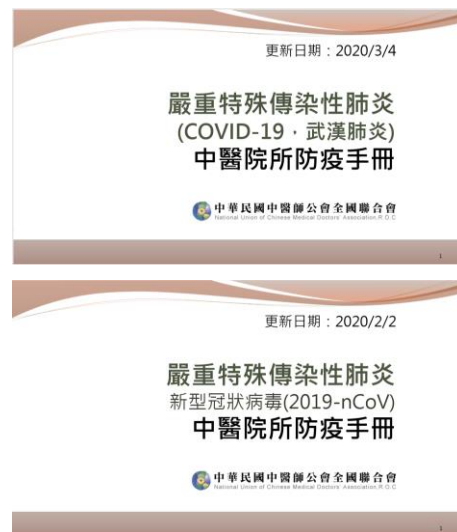 更新日期：2020/3/4
嚴重特殊傳染性肺炎
(COVID-19，武漢肺炎)
中醫院所防疫手冊
中華民國中醫師公會全國聯合會
National Union of Chinese Medical Doctors' Association, R.O.C
1
更新日期：2020/2/2
嚴重特殊傳染性肺炎
新型冠狀病毒(2019-nCoV)
中醫院所防疫手冊
中華民國中醫師公會全國聯合會
National Union of Chinese Medical Doctors' Association, R.O.C
1